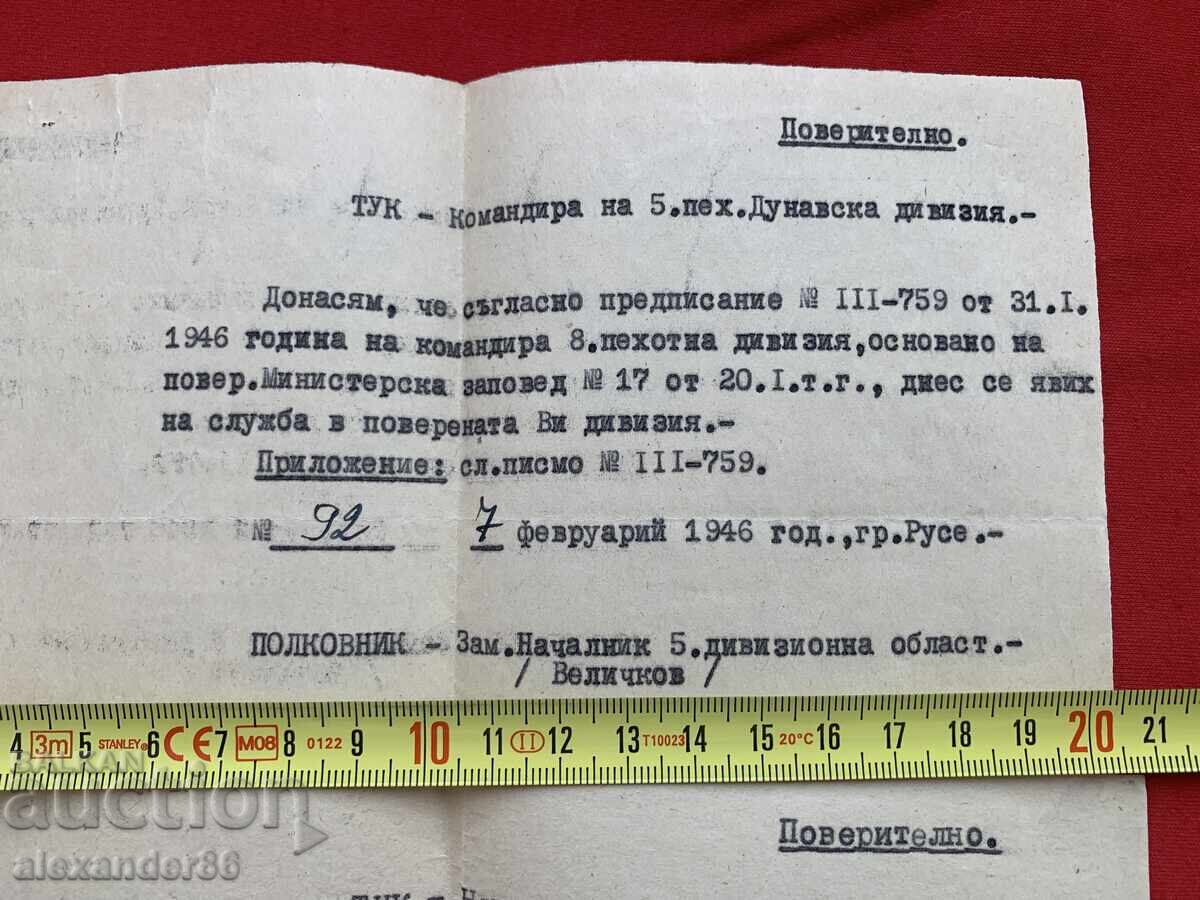 Поверително.
ТУК - Командира на 5.пех.Дунавска дивизия.-
Донасям, че съгласно предписание № III-759 от 31.I.
1946 година на командира 8.пехотна дивизия,основано на
повер.Министерска заповед № 17 от 20.I.т.г., днес се явих
на служба в поверената Ви дивизия.-
Приложение: сл.писмо № III-759.
№ 92 7 февруарий 1946 год.,гр.Русе.-
ПОЛКОВНИК - Зам.Началник 5.дивизионна област.-
/ Величков /
4 3m 5 STANLEY® 6 CE 7 M08 8 0122 9 10 11 II 12 13 T10023 14 15 20°C 16 17 18 19 20 21
BALKAN
auction
alexander86
Поверително.
ТУК -